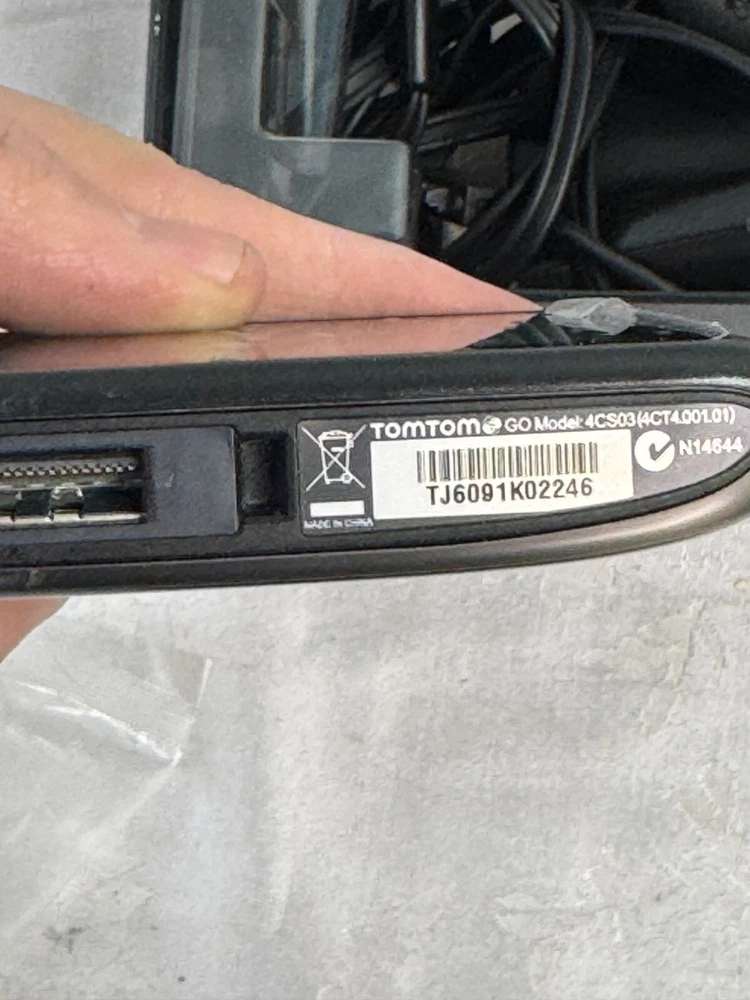 TOMTOM GO Model: 4CS03(4CT4.001.01)
N14644
TJ6091K02246
MADE IN CHINA